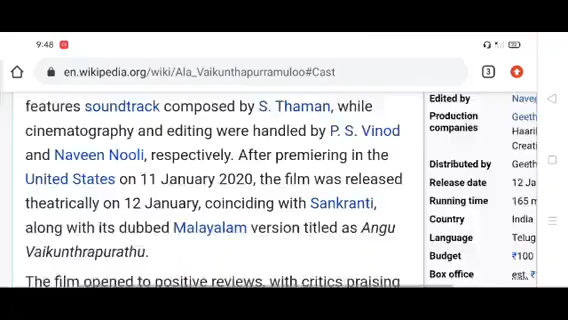 9:48
3
en.wikipedia.org/wiki/Ala_Vaikunthapurramuloo#Cast
features soundtrack composed by S. Thaman, while
cinematography and editing were handled by P. S. Vinod
and Naveen Nooli, respectively. After premiering in the
United States on 11 January 2020, the film was released
theatrically on 12 January, coinciding with Sankranti,
along with its dubbed Malayalam version titled as Angu
Vaikunthrapurathu.
The film opened to positive reviews, with critics praising
Edited by
Production
companies
Distributed by
Release date 12 Ja
Running time 165 m
Country India
Language Telug
Budget ₹100
Box office est. ₹